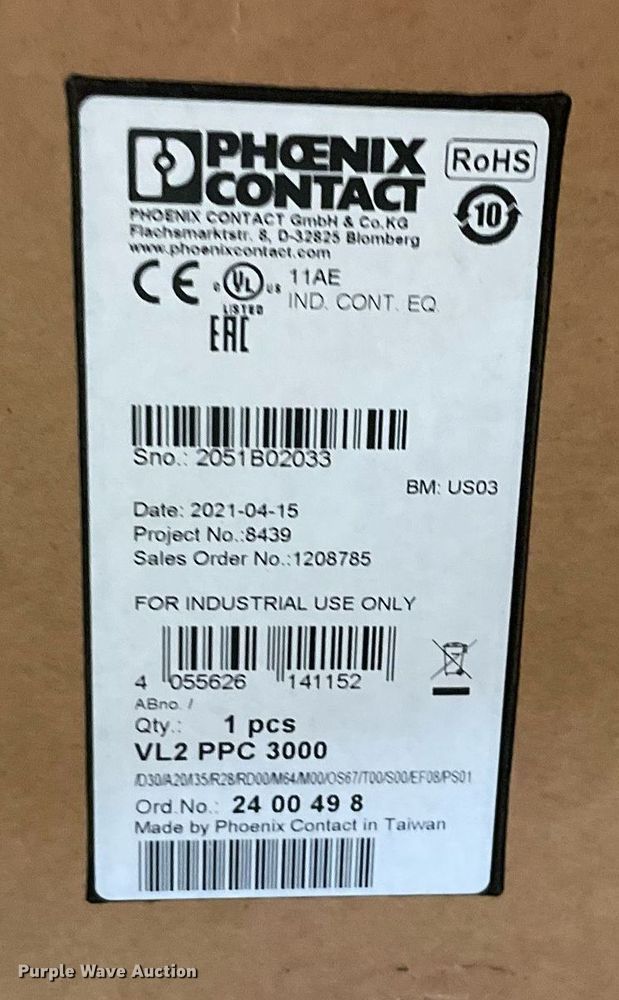 PHŒNIX
CONTACT
RoHS
10
PHOENIX CONTACT GmbH & Co.KG
Flachsmarktstr. 8, D-32825 Blomberg
www.phoenixcontact.com
CE c UL US 11AE
LISTED IND. CONT. EQ
EAC
Sno.: 2051B02033
BM: US03
Date: 2021-04-15
Project No.:8439
Sales Order No.:1208785
FOR INDUSTRIAL USE ONLY
4 055626 141152
ABno. /
Qty.: 1 pcs
VL2 PPC 3000
/D30/A20/I35/R28/RD00/M64/M00/OS67/T00/S00/EF08/PS01
Ord.No.: 24 00 49 8
Made by Phoenix Contact in Taiwan
Purple Wave Auction